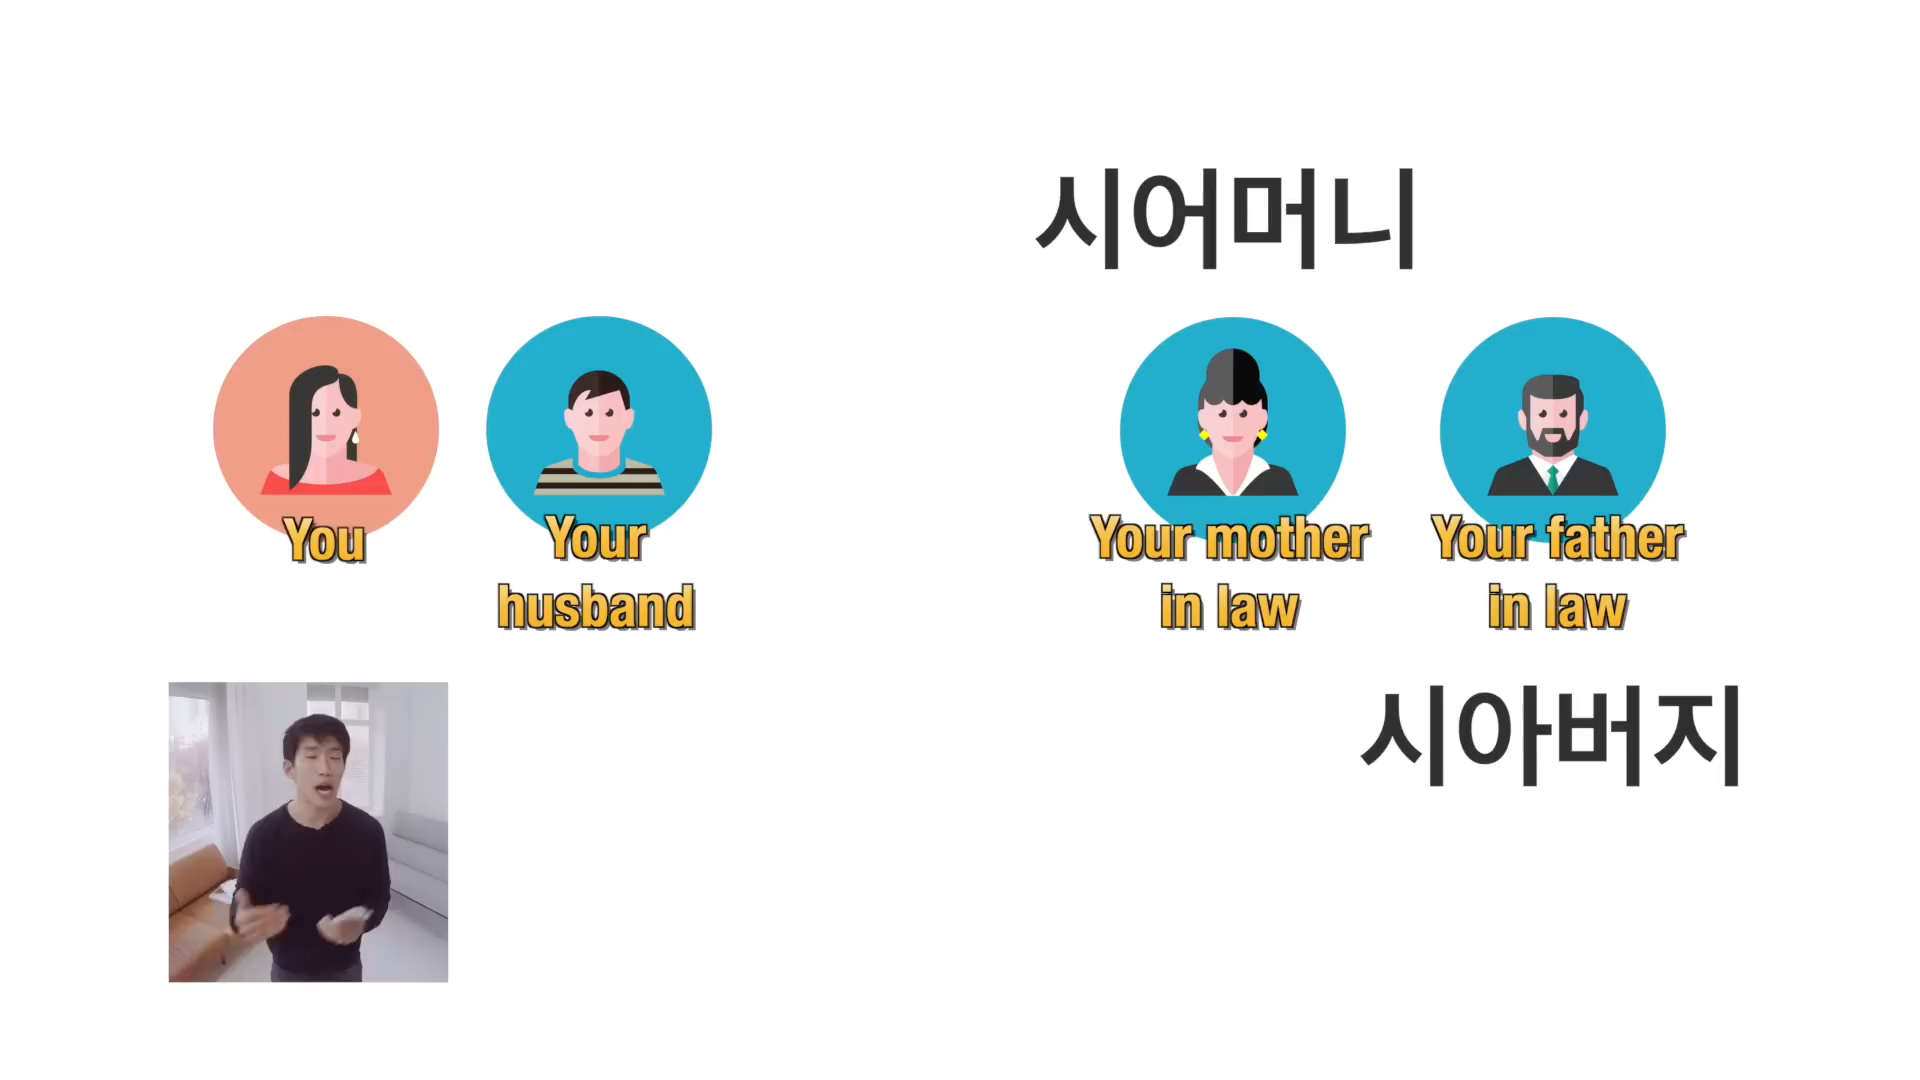 시어머니
You
Your
husband
Your mother
in law
Your father
in law
시아버지